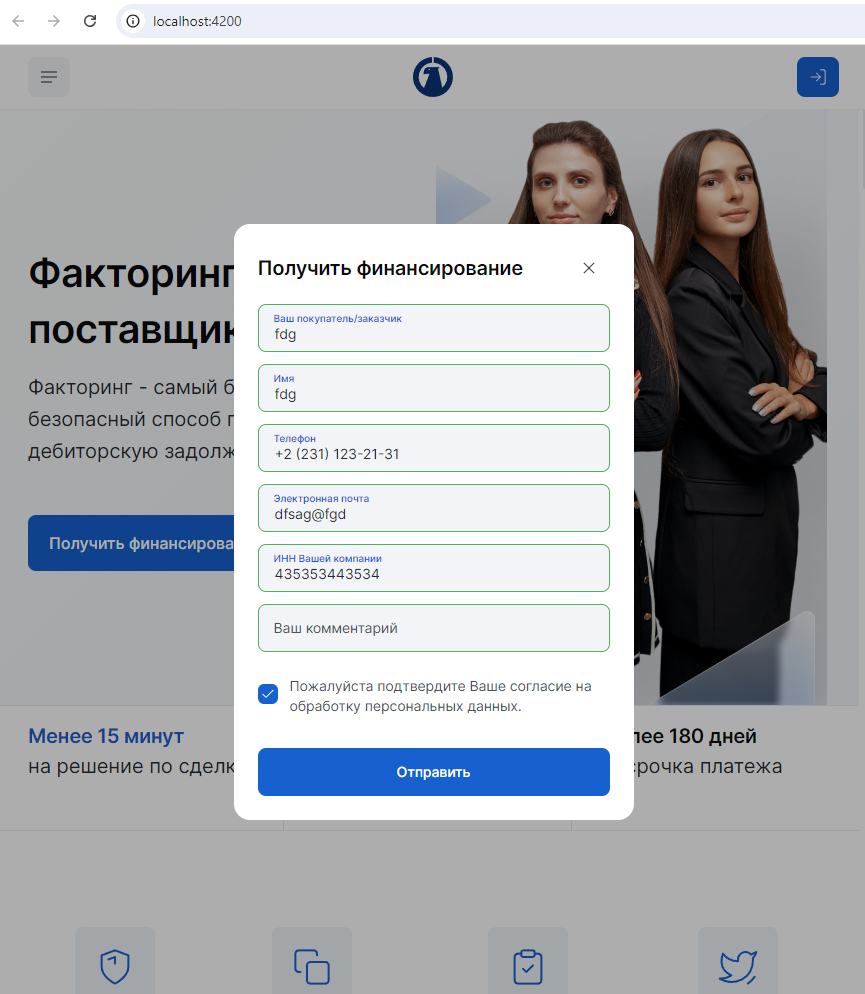 localhost:4200
Факторинг
поставщик
Факторинг - самый б
безопасный способ п
дебиторскую задолж
Получить финансирова
Получить финансирование
Ваш покупатель/заказчик
fdg
Имя
fdg
Телефон
+2 (231) 123-21-31
Электронная почта
dfsag@fgd
ИНН Вашей компании
435353443534
Ваш комментарий
Пожалуйста подтвердите Ваше согласие на
обработку персональных данных.
Отправить
Менее 15 минут
на решение по сделк
лее 180 дней
срочка платежа